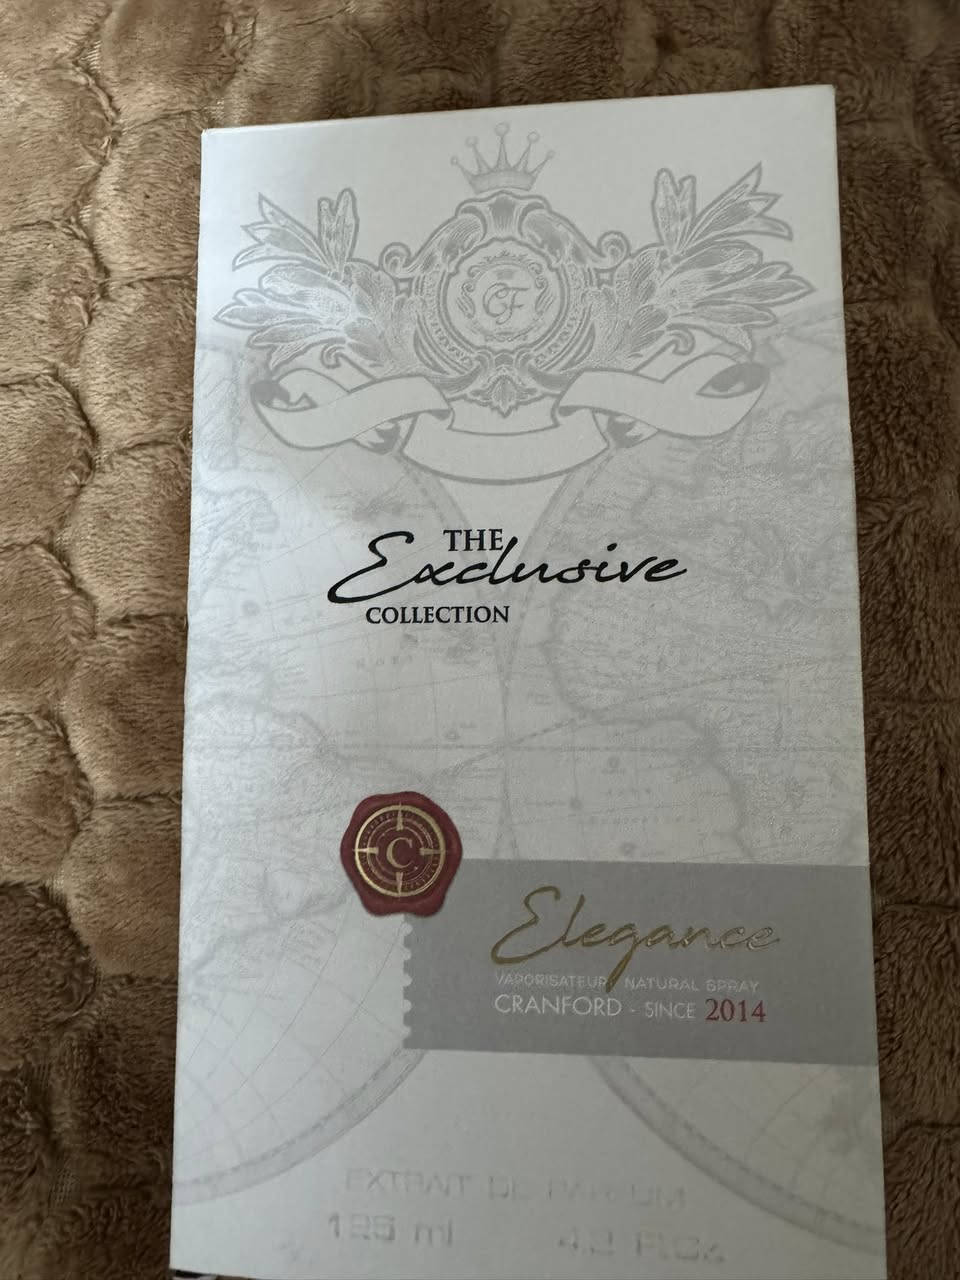 CF
THE
Exclusive
COLLECTION
C
Elegance
VAPORISATEUR / NATURAL SPRAY
CRANFORD - SINCE 2014
EXTRAIT DE PARFUM
125 ml 4.2 Fl.Oz.